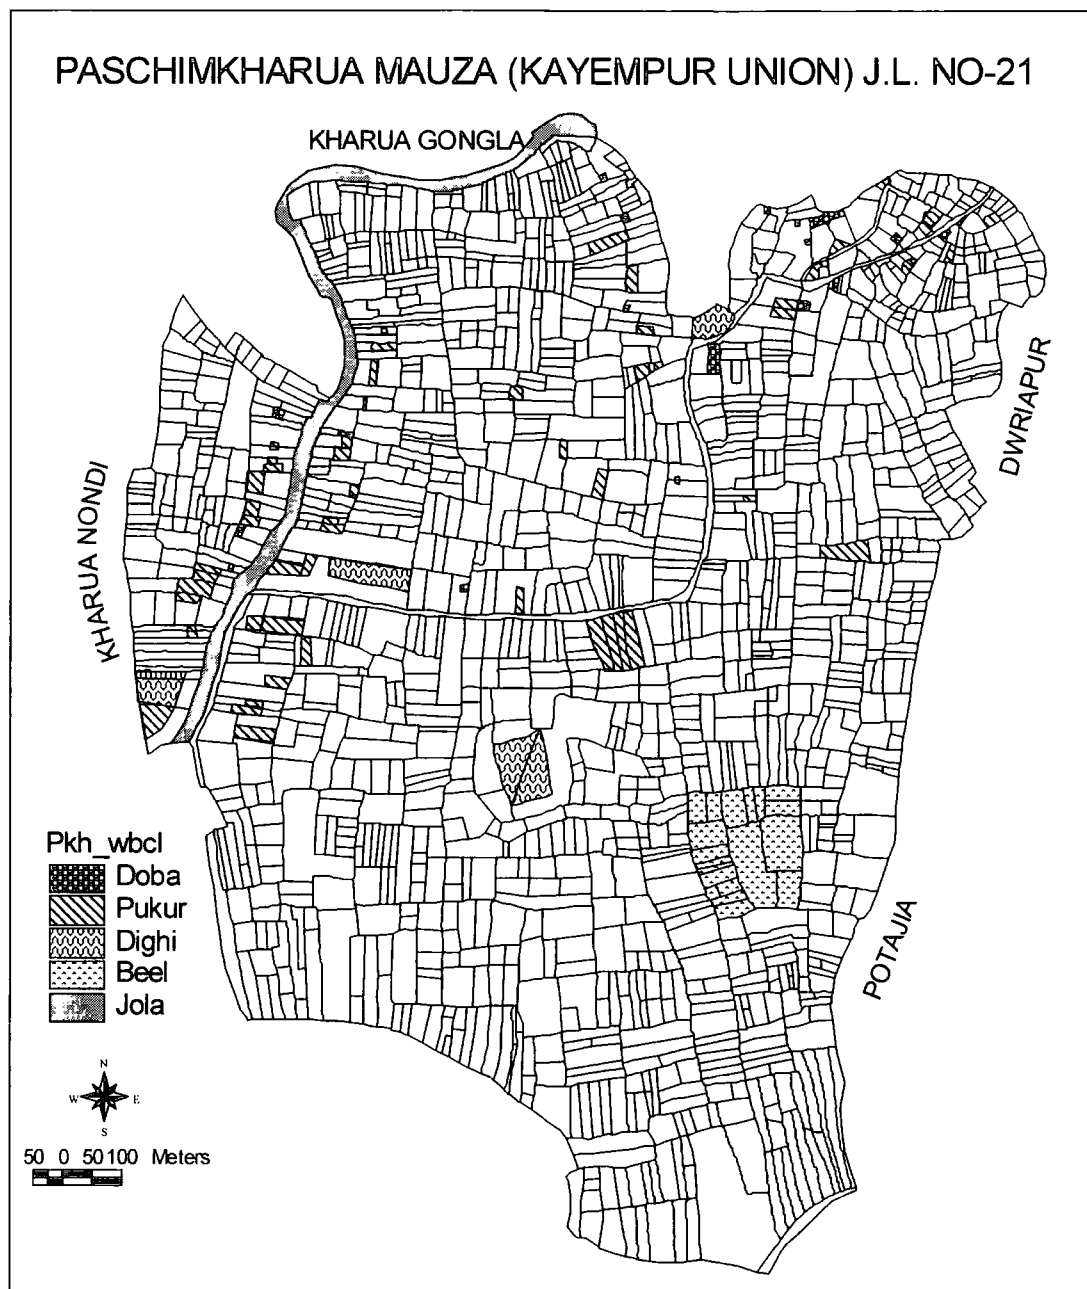 PASCHIMKHARUA MAUZA (KAYEMPUR UNION) J.L. NO-21
KHARUA GONGLA
DWRIAPUR
KHARUA NONDI
POTAJIA
Pkh_wbcl
Doba
Pukur
Dighi
Beel
Jola
N
W E
S
50 0 50 100 Meters